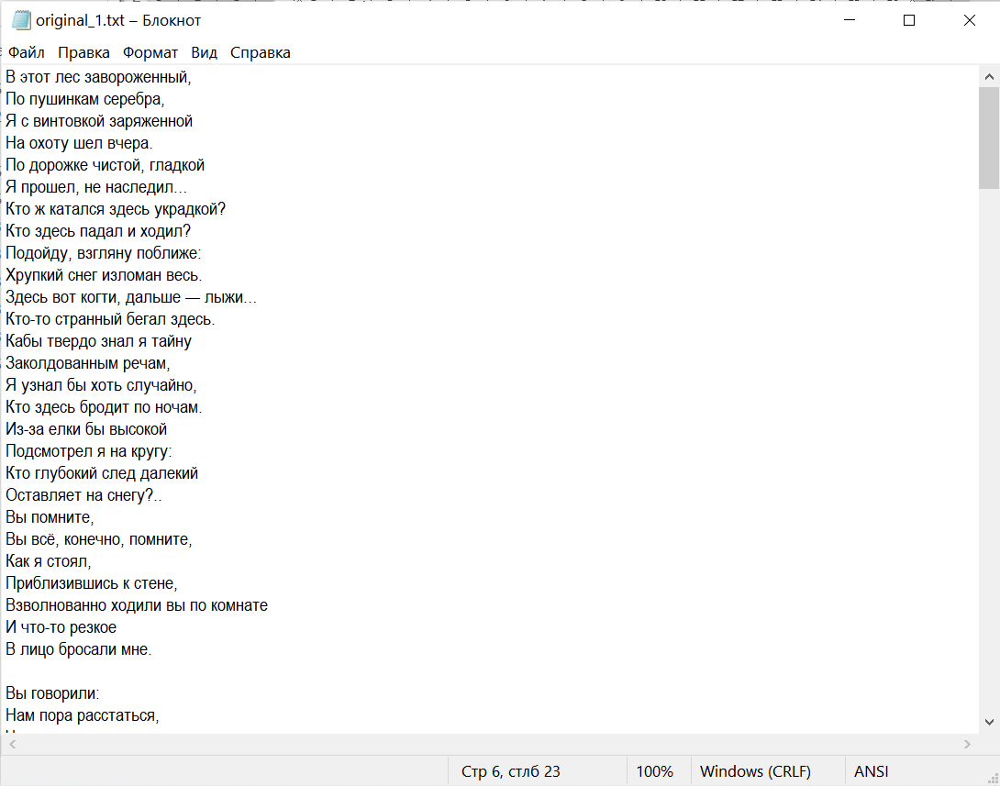 original_1.txt – Блокнот
Файл Правка Формат Вид Справка
В этот лес завороженный,
По пушинкам серебра,
Я с винтовкой заряженной
На охоту шел вчера.
По дорожке чистой, гладкой
Я прошел, не наследил...
Кто ж катался здесь украдкой?
Кто здесь падал и ходил?
Подойду, взгляну поближе:
Хрупкий снег изломан весь.
Здесь вот когти, дальше — лыжи...
Кто-то странный бегал здесь.
Кабы твердо знал я тайну
Заколдованным речам,
Я узнал бы хоть случайно,
Кто здесь бродит по ночам.
Из-за елки бы высокой
Подсмотрел я на кругу:
Кто глубокий след далекий
Оставляет на снегу?..
Вы помните,
Вы всё, конечно, помните,
Как я стоял,
Приблизившись к стене,
Взволнованно ходили вы по комнате
И что-то резкое
В лицо бросали мне.

Вы говорили:
Нам пора расстаться,
Стр 6, стлб 23 100% Windows (CRLF) ANSI